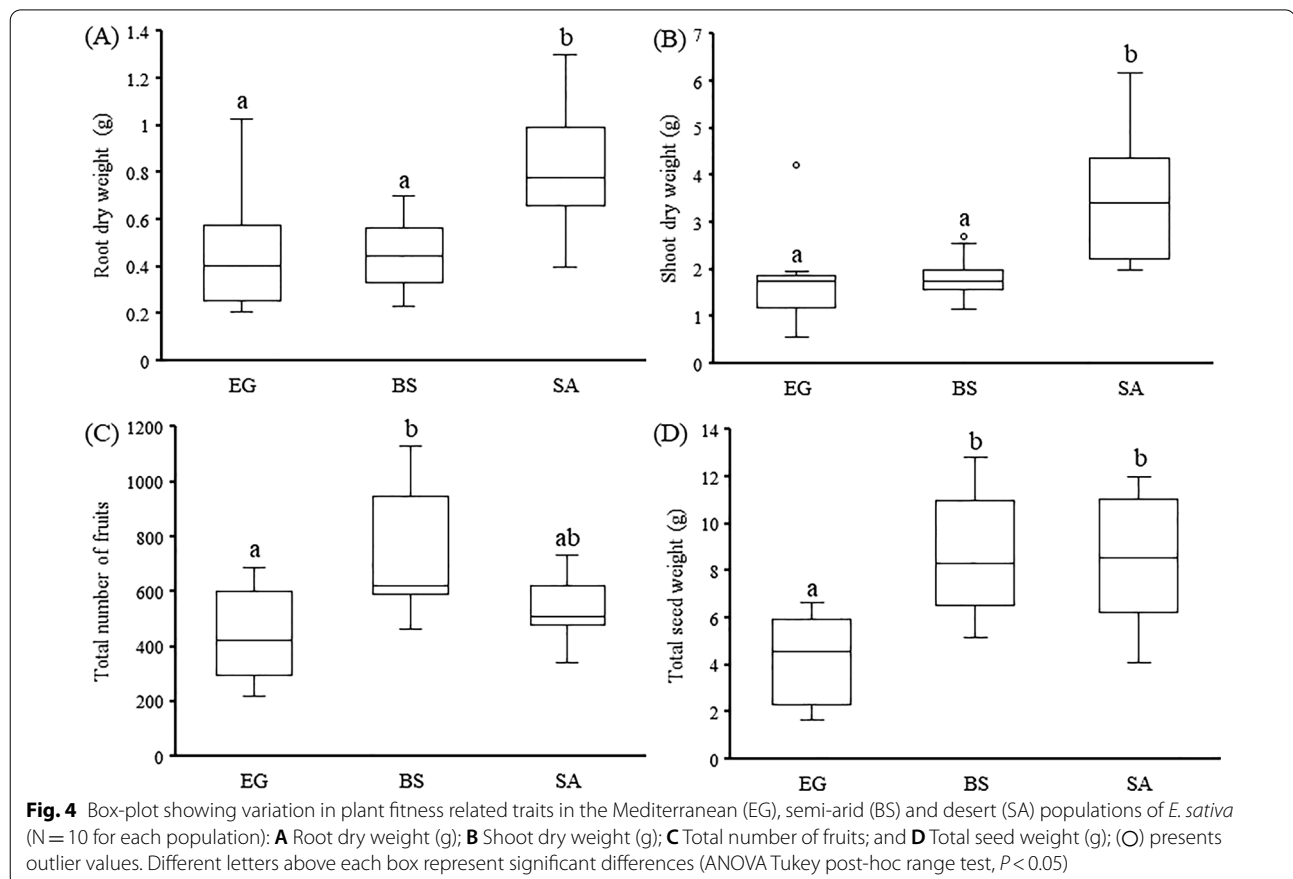 (A)
Root dry weight (g)
1.4
1.2
1
0.8
0.6
0.4
0.2
0
a
a
b
EG
BS
SA
(B)
Shoot dry weight (g)
7
6
5
4
3
2
1
0
a
a
b
EG
BS
SA
(C)
Total number of fruits
1200
1000
800
600
400
200
0
a
b
ab
EG
BS
SA
(D)
Total seed weight (g)
14
12
10
8
6
4
2
0
a
b
b
EG
BS
SA
Fig. 4 Box-plot showing variation in plant fitness related traits in the Mediterranean (EG), semi-arid (BS) and desert (SA) populations of E. sativa
(N = 10 for each population): A Root dry weight (g); B Shoot dry weight (g); C Total number of fruits; and D Total seed weight (g); (○) presents
outlier values. Different letters above each box represent significant differences (ANOVA Tukey post-hoc range test, P < 0.05)